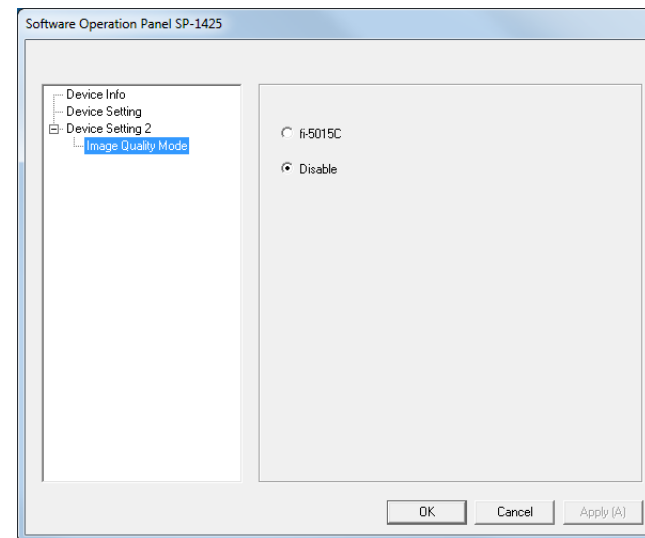 Software Operation Panel SP-1425
Device Info
Device Setting
Device Setting 2
Image Quality Mode
fi-5015C
Disable
OK
Cancel
Apply (A)